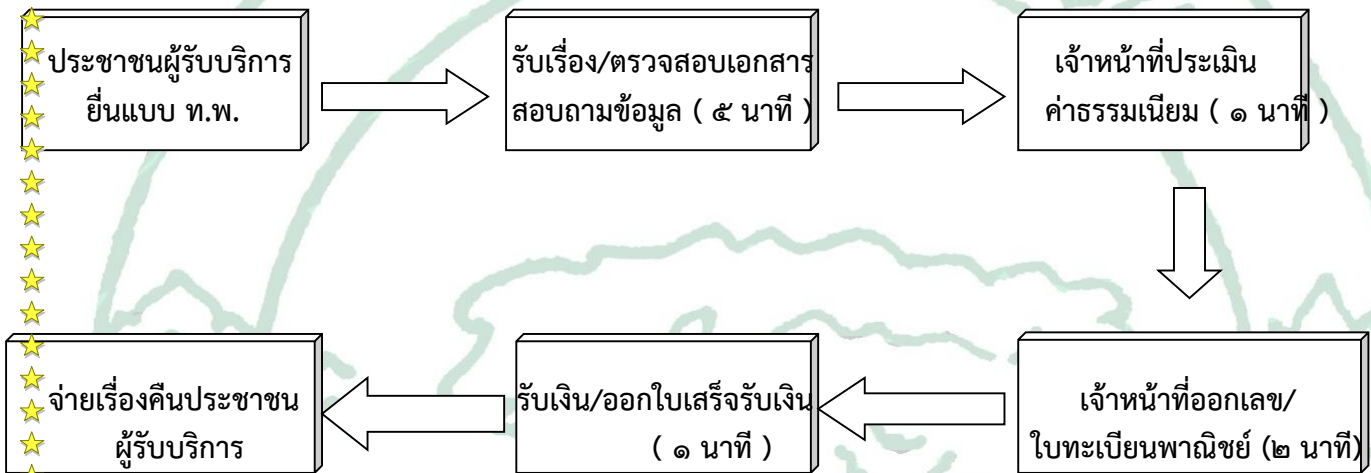 ประชาชนผู้รับบริการ
ยื่นแบบ ท.พ.
รับเรื่อง/ตรวจสอบเอกสาร
สอบถามข้อมูล ( ๕ นาที )
เจ้าหน้าที่ประเมิน
ค่าธรรมเนียม ( ๑ นาที )
เจ้าหน้าที่ออกเลข/
ใบทะเบียนพาณิชย์ (๒ นาที)
รับเงิน/ออกใบเสร็จรับเงิน
( ๑ นาที )
จ่ายเรื่องคืนประชาชน
ผู้รับบริการ